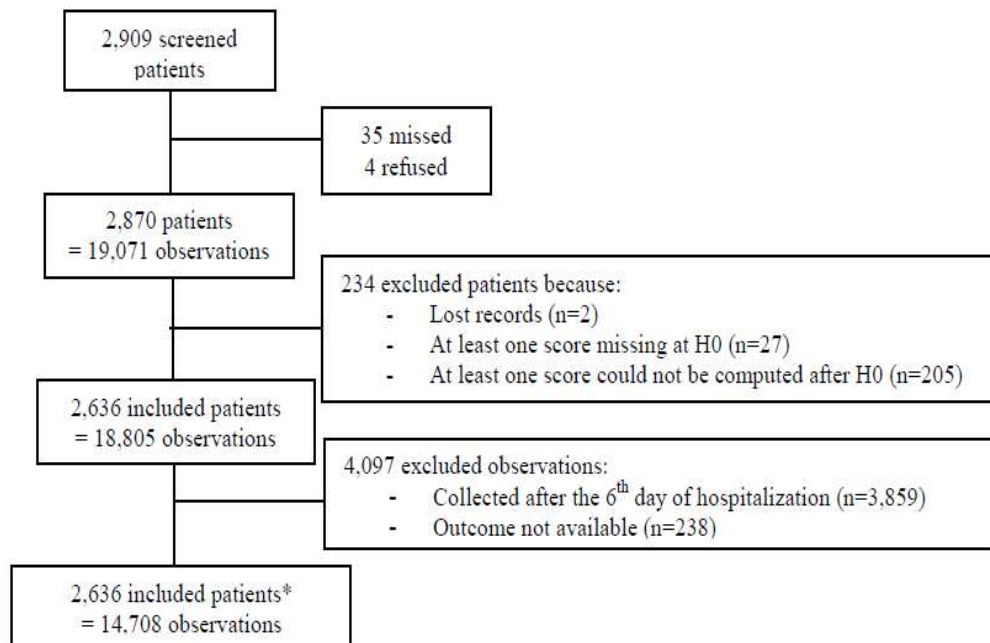 2,909 screened
patients
35 missed
4 refused
2,870 patients
= 19,071 observations
234 excluded patients because:
- Lost records (n=2)
- At least one score missing at H0 (n=27)
- At least one score could not be computed after H0 (n=205)
2,636 included patients
= 18,805 observations
4,097 excluded observations:
- Collected after the 6th day of hospitalization (n=3,859)
- Outcome not available (n=238)
2,636 included patients*
= 14,708 observations